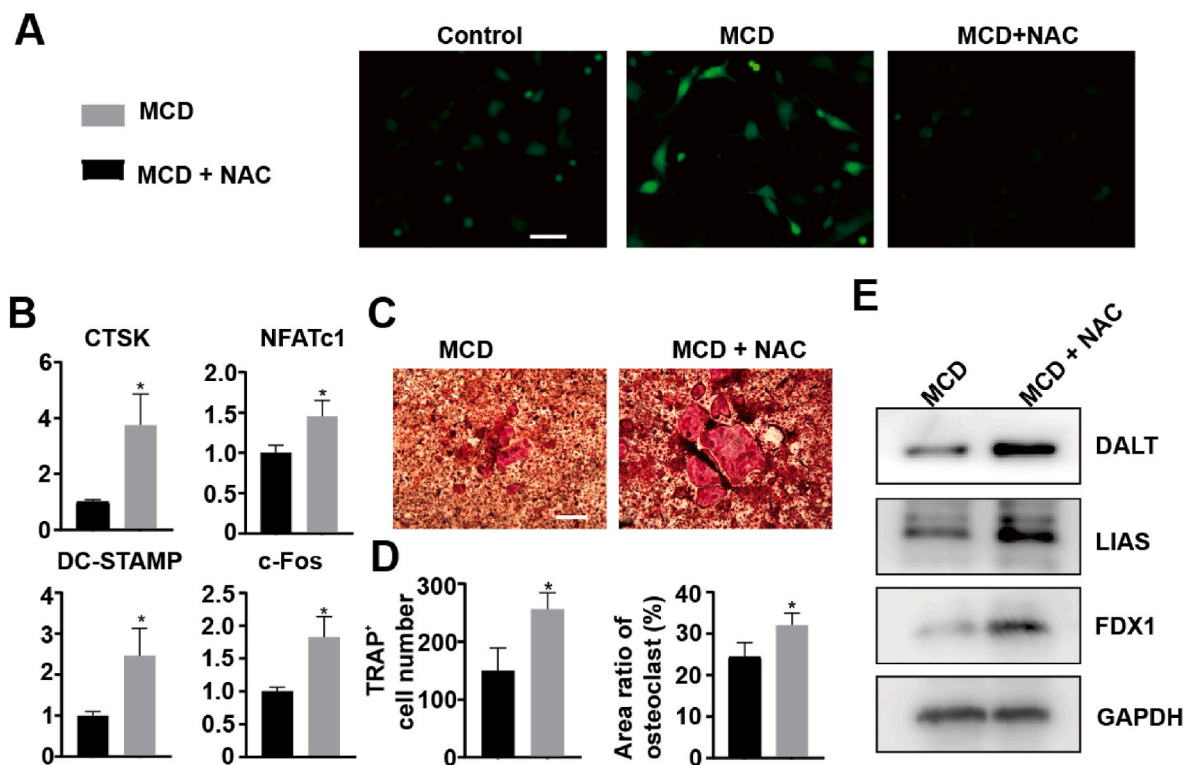 A
MCD
MCD + NAC
Control
MCD
MCD+NAC
B
CTSK
6
4
2
0
*
NFATc1
2.0
1.5
1.0
0.5
0
*
DC-STAMP
4
3
2
1
0
*
c-Fos
2.5
2.0
1.5
1.0
0.5
0.0
*
C
MCD
MCD + NAC
D
TRAP+
cell number
300
150
0
*
Area ratio of
osteoclast (%)
40
30
20
10
0
*
E
MCD
MCD + NAC
DALT
LIAS
FDX1
GAPDH